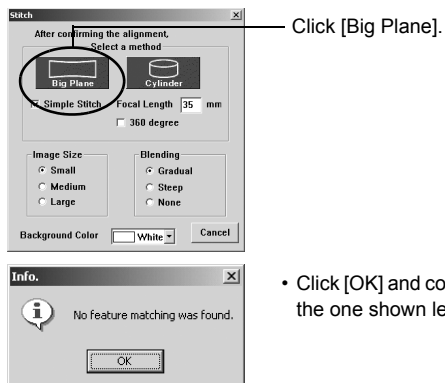 Stitch
After confirming the alignment,
Select a method
Click [Big Plane].
Big Plane
Cylinder
Simple Stitch
Focal Length 35 mm
360 degree
Image Size
Blending
Small
Gradual
Medium
Steep
Large
None
Background Color White
Cancel
Info.
No feature matching was found.
OK
• Click [OK] and co
the one shown le